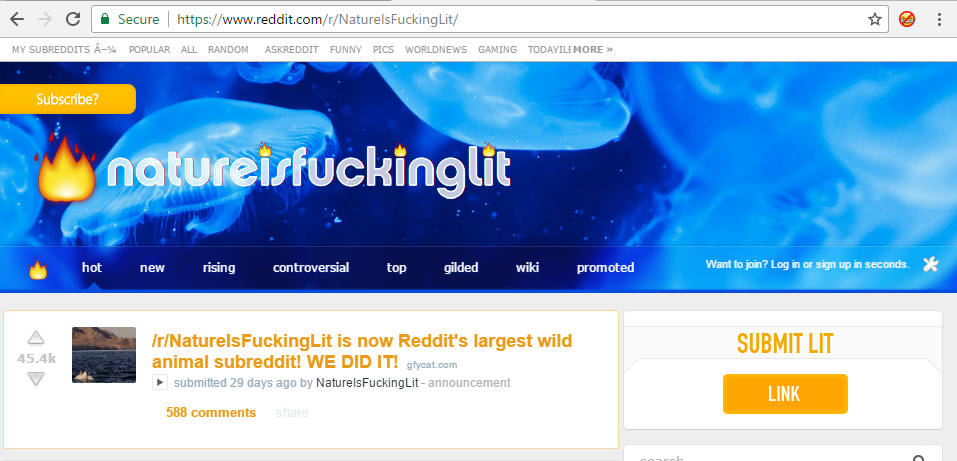 Secure https://www.reddit.com/r/NatureIsFuckingLit/
MY SUBREDDITS Â–¼ POPULAR ALL RANDOM ASKREDDIT FUNNY PICS WORLDNEWS GAMING TODAYILE MORE »
Subscribe?
natureisfuckinglit
hot new rising controversial top gilded wiki promoted Want to join? Log in or sign up in seconds.
/r/NatureIsFuckingLit is now Reddit's largest wild
animal subreddit! WE DID IT! gfycat.com
45.4k
submitted 29 days ago by NatureIsFuckingLit - announcement
588 comments share
SUBMIT LIT
LINK
search